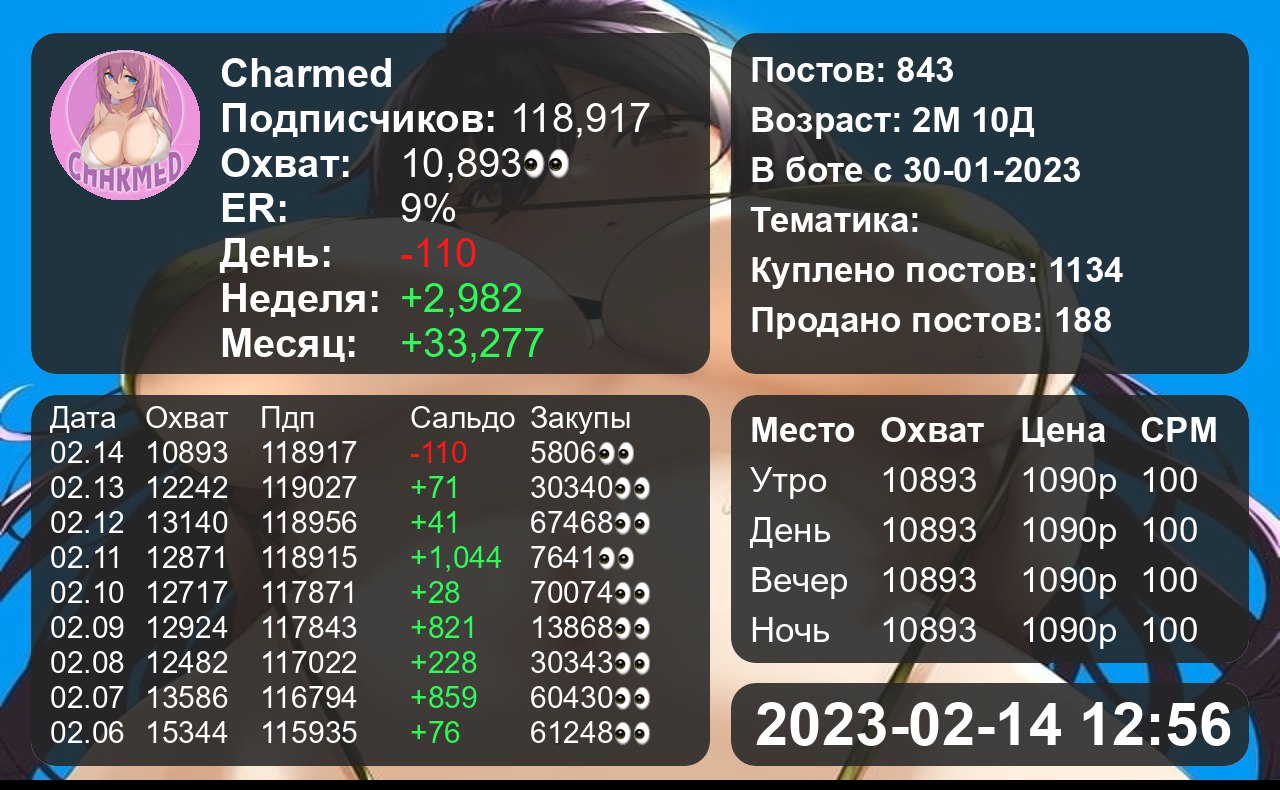 CHARMED
Charmed
Подписчиков: 118,917
Охват: 10,893👀
ER: 9%
День: -110
Неделя: +2,982
Месяц: +33,277
Постов: 843
Возраст: 2М 10Д
В боте с 30-01-2023
Тематика:
Куплено постов: 1134
Продано постов: 188
Дата Охват Пдп Сальдо Закупы
02.14 10893 118917 -110 5806👀
02.13 12242 119027 +71 30340👀
02.12 13140 118956 +41 67468👀
02.11 12871 118915 +1,044 7641👀
02.10 12717 117871 +28 70074👀
02.09 12924 117843 +821 13868👀
02.08 12482 117022 +228 30343👀
02.07 13586 116794 +859 60430👀
02.06 15344 115935 +76 61248👀
Место Охват Цена CPM
Утро 10893 1090р 100
День 10893 1090р 100
Вечер 10893 1090р 100
Ночь 10893 1090р 100
2023-02-14 12:56